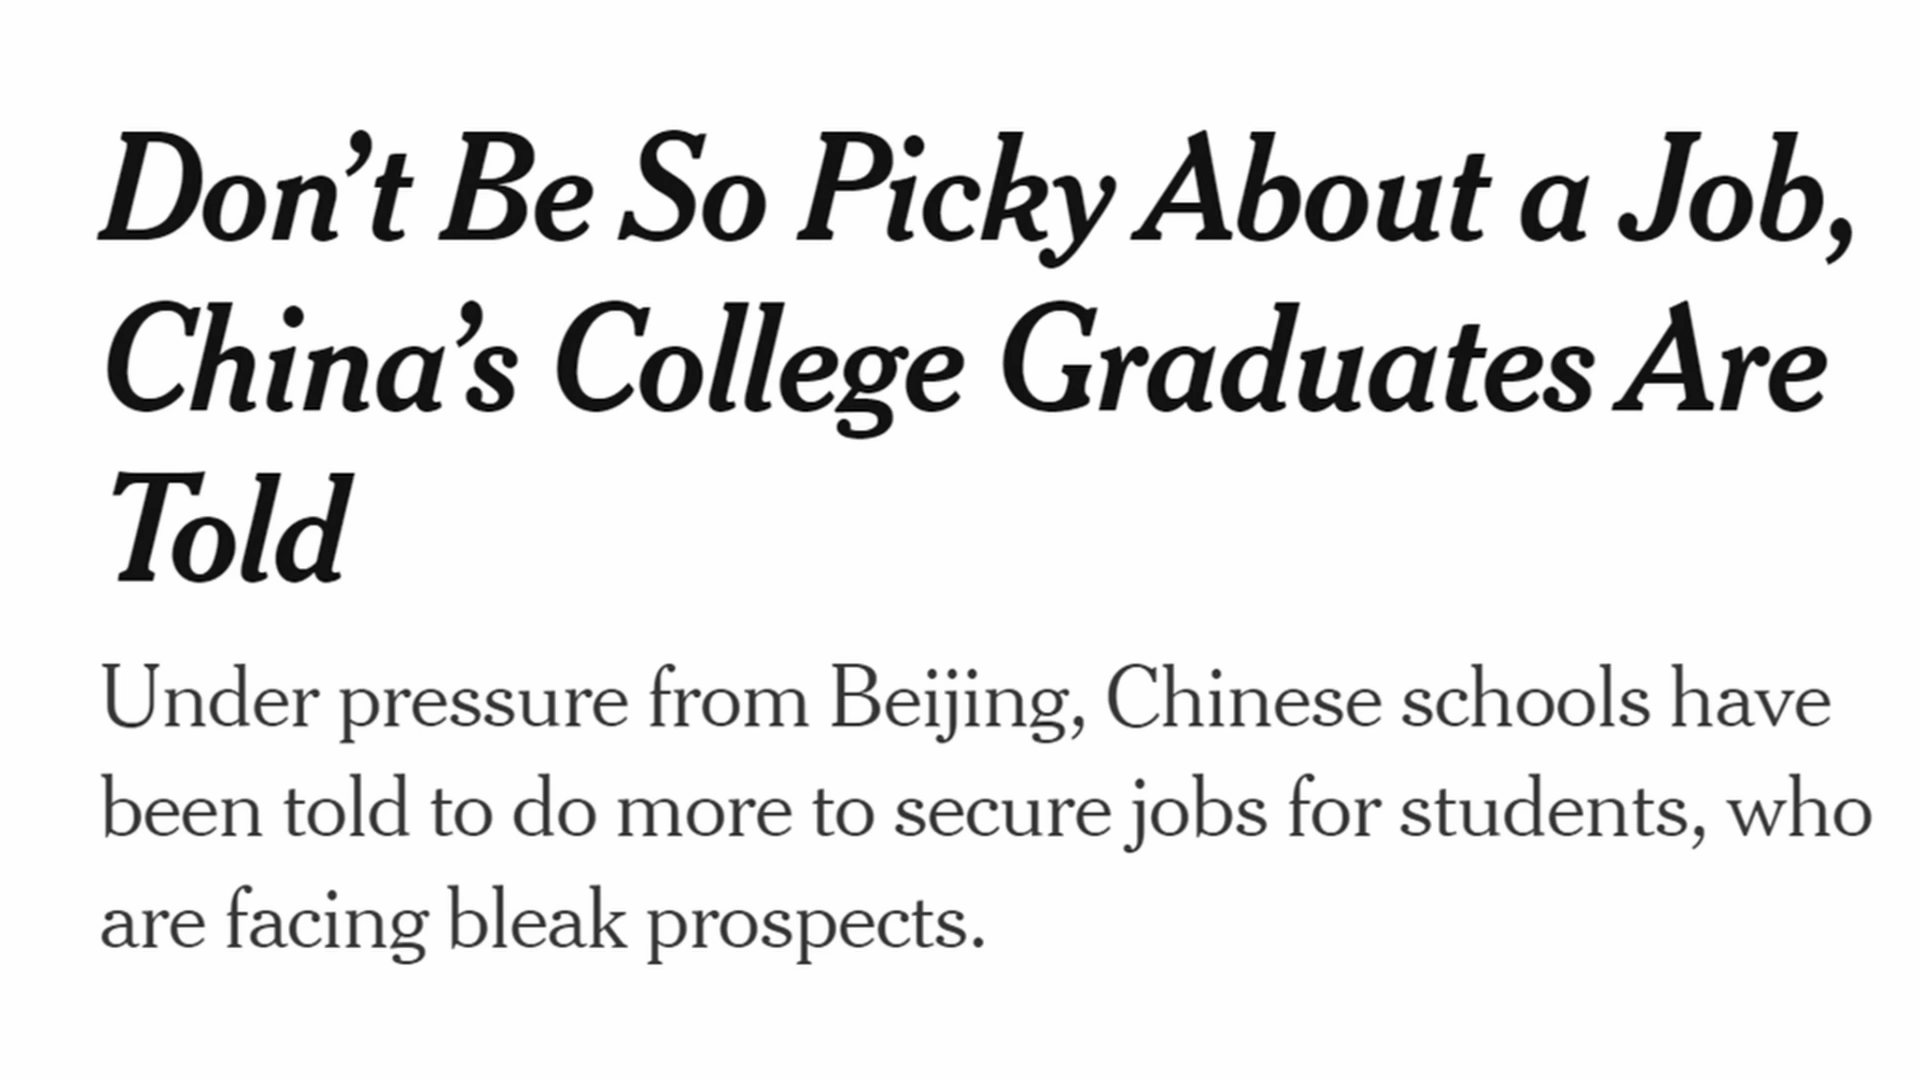 Don’t Be So Picky About a Job,
China’s College Graduates Are
Told
Under pressure from Beijing, Chinese schools have
been told to do more to secure jobs for students, who
are facing bleak prospects.